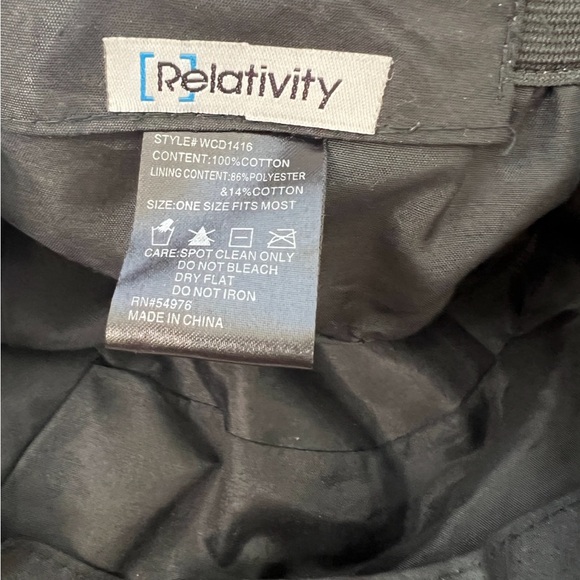 [R]elativity
STYLE# WCD1416
CONTENT:100%COTTON
LINING CONTENT:86%POLYESTER
&14%COTTON
SIZE:ONE SIZE FITS MOST
CARE:SPOT CLEAN ONLY
DO NOT BLEACH
DRY FLAT
DO NOT IRON
RN#54976
MADE IN CHINA